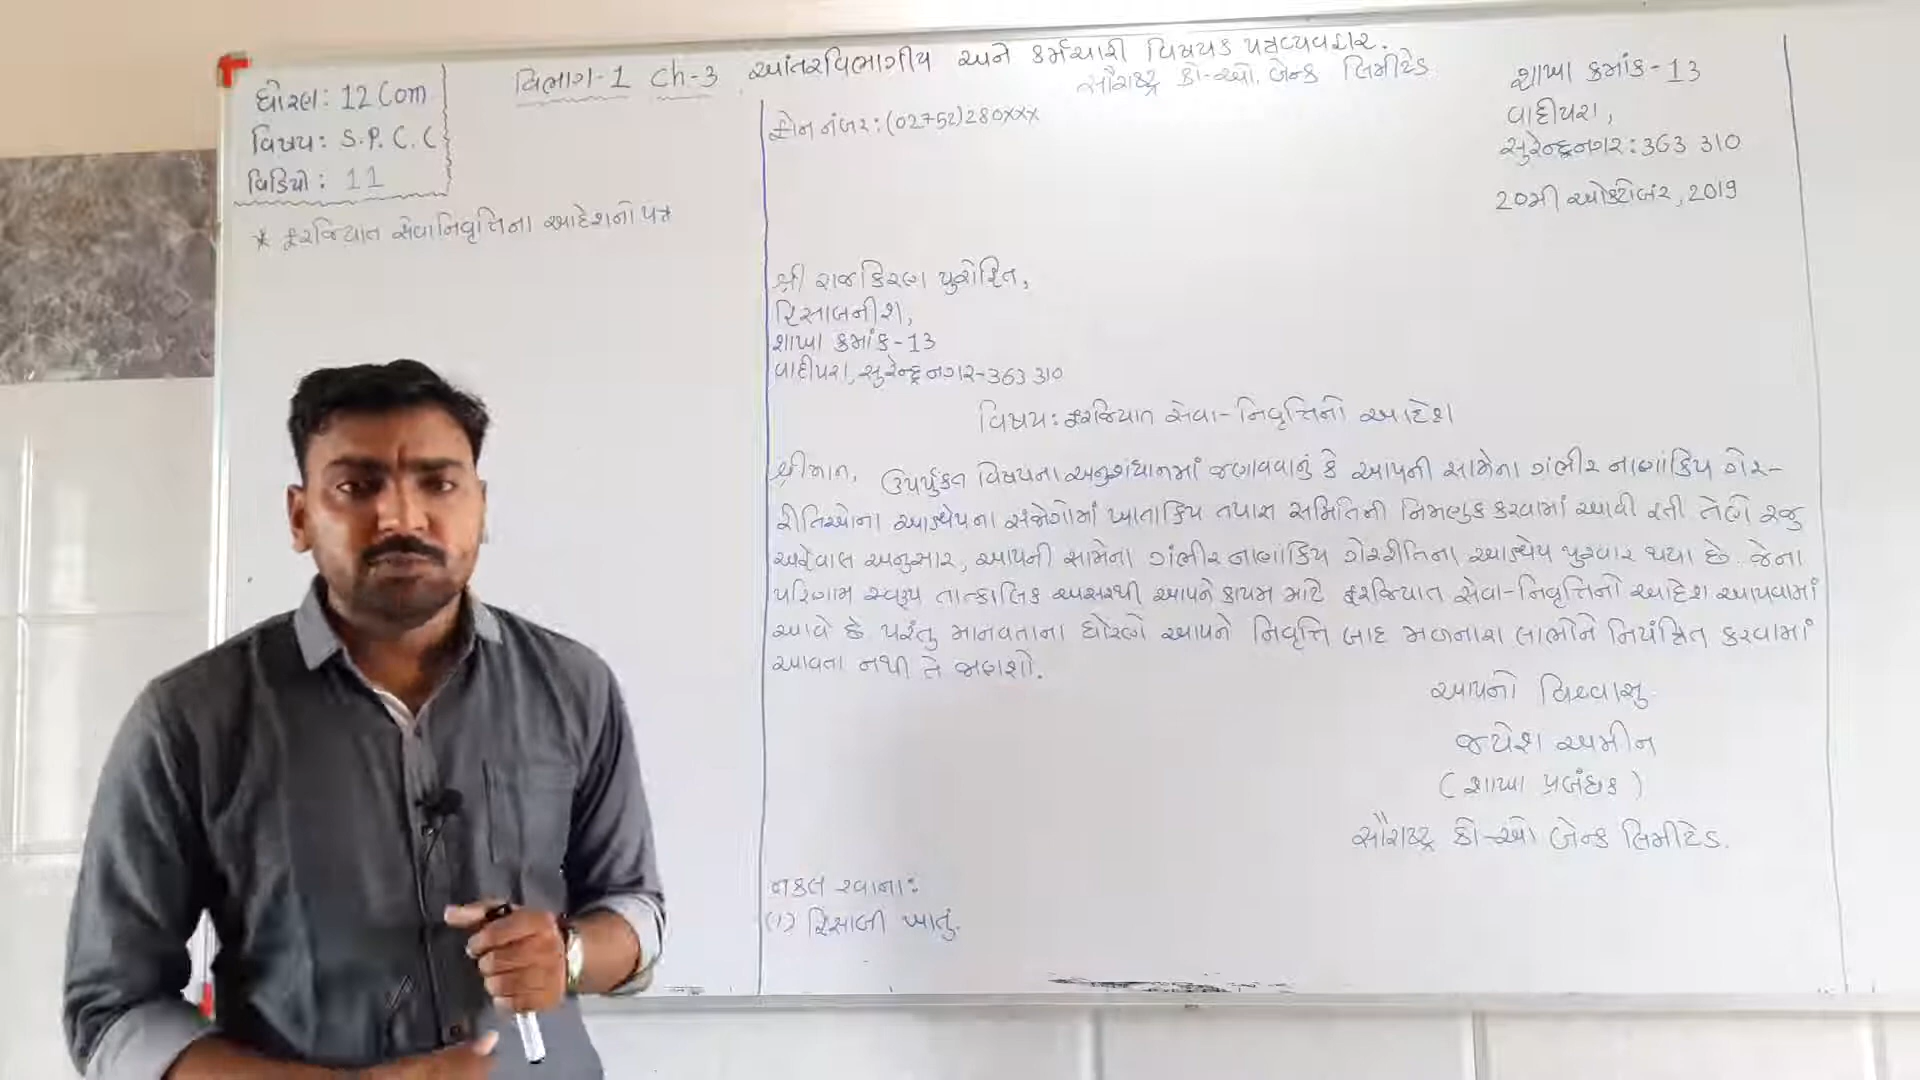 ધોરણ: 12 Com
વિષય: S.P.C.C
વિડિયો: 11
વિભાગ-1 Ch-3 આંતરવિભાગીય અને કર્મચારી વિષયક પત્રવ્યવહાર.
* ફરજિયાત સેવાનિવૃત્તિના આદેશનો પત્ર
સૌરાષ્ટ્ર કો-ઓ. બેન્ક લિમીટેડ
ફોન નંબર: (02752)280xxx
શાખા ક્રમાંક-13
વાદીપરા,
સુરેન્દ્રનગર: 363 310
20મી ઓક્ટોબર, 2019
શ્રી રાજકિરણ પુરોહિત,
હિસાબનીશ,
શાખા ક્રમાંક-13
વાદીપરા, સુરેન્દ્રનગર-363 310
વિષય: ફરજિયાત સેવા-નિવૃત્તિનો આદેશ
શ્રીમાન, ઉપર્યુક્ત વિષયના અનુસંધાનમાં જણાવવાનું કે આપની સામેના ગંભીર નાણાંકિય ગેર-
રીતિઓના આક્ષેપના સંજોગોમાં ખાતાકિય તપાસ સમિતિની નિમણુક કરવામાં આવી હતી તેણે રજુ
અહેવાલ અનુસાર, આપની સામેના ગંભીર નાણાંકિય ગેરરીતિના આક્ષેપ પુરવાર થયા છે. જેના
પરિણામ સ્વરૂપ તાત્કાલિક અસરથી આપને કાયમ માટે ફરજિયાત સેવા-નિવૃત્તિનો આદેશ આપવામાં
આવે છે પરંતુ માનવતાના ધોરણે આપને નિવૃત્તિ બાદ મળનારા લાભોને નિયંત્રિત કરવામાં
આવતા નથી તે જાણશો.
આપનો વિશ્વાસુ
જયેશ અમીન
(શાખા પ્રબંધક)
સૌરાષ્ટ્ર કો-ઓ બેન્ક લિમીટેડ.
નકલ રવાના:
(1) હિસાબી ખાતું.